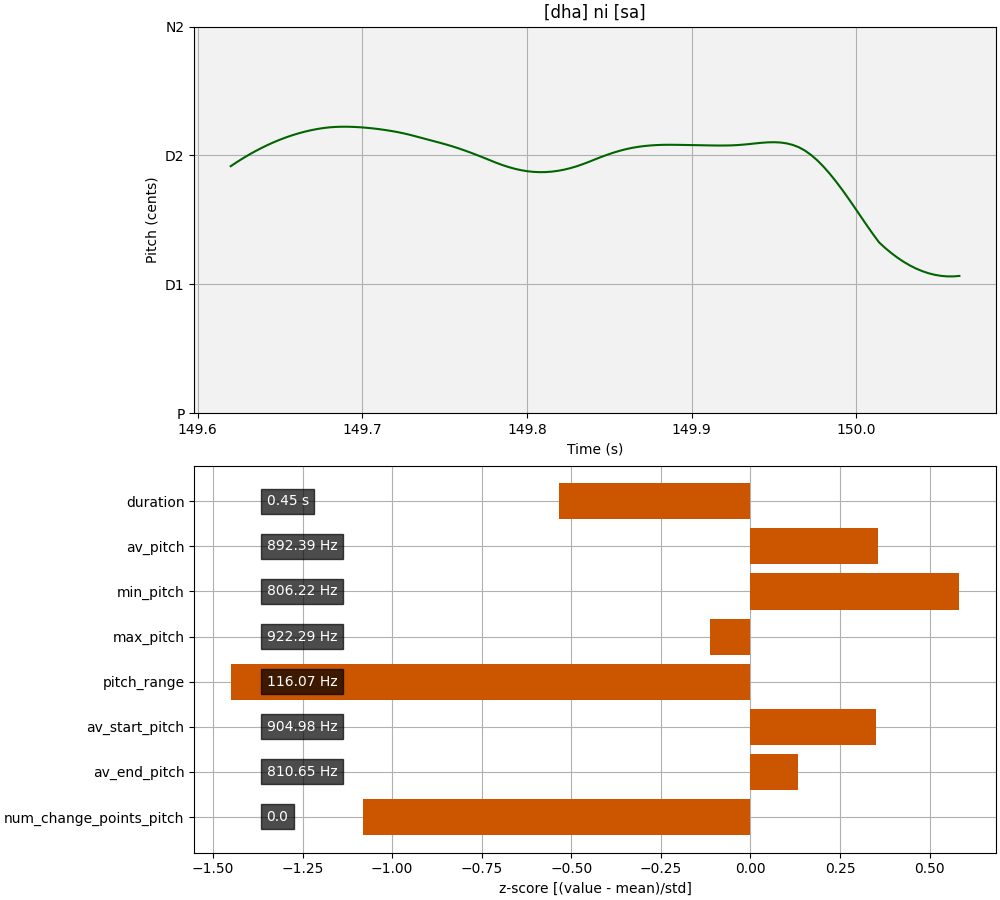 [dha] ni [sa]
N2
D2
D1
P
Pitch (cents)
149.6 149.7 149.8 149.9 150.0
Time (s)
duration 0.45 s
av_pitch 892.39 Hz
min_pitch 806.22 Hz
max_pitch 922.29 Hz
pitch_range 116.07 Hz
av_start_pitch 904.98 Hz
av_end_pitch 810.65 Hz
num_change_points_pitch 0.0
−1.50 −1.25 −1.00 −0.75 −0.50 −0.25 0.00 0.25 0.50
z-score [(value - mean)/std]